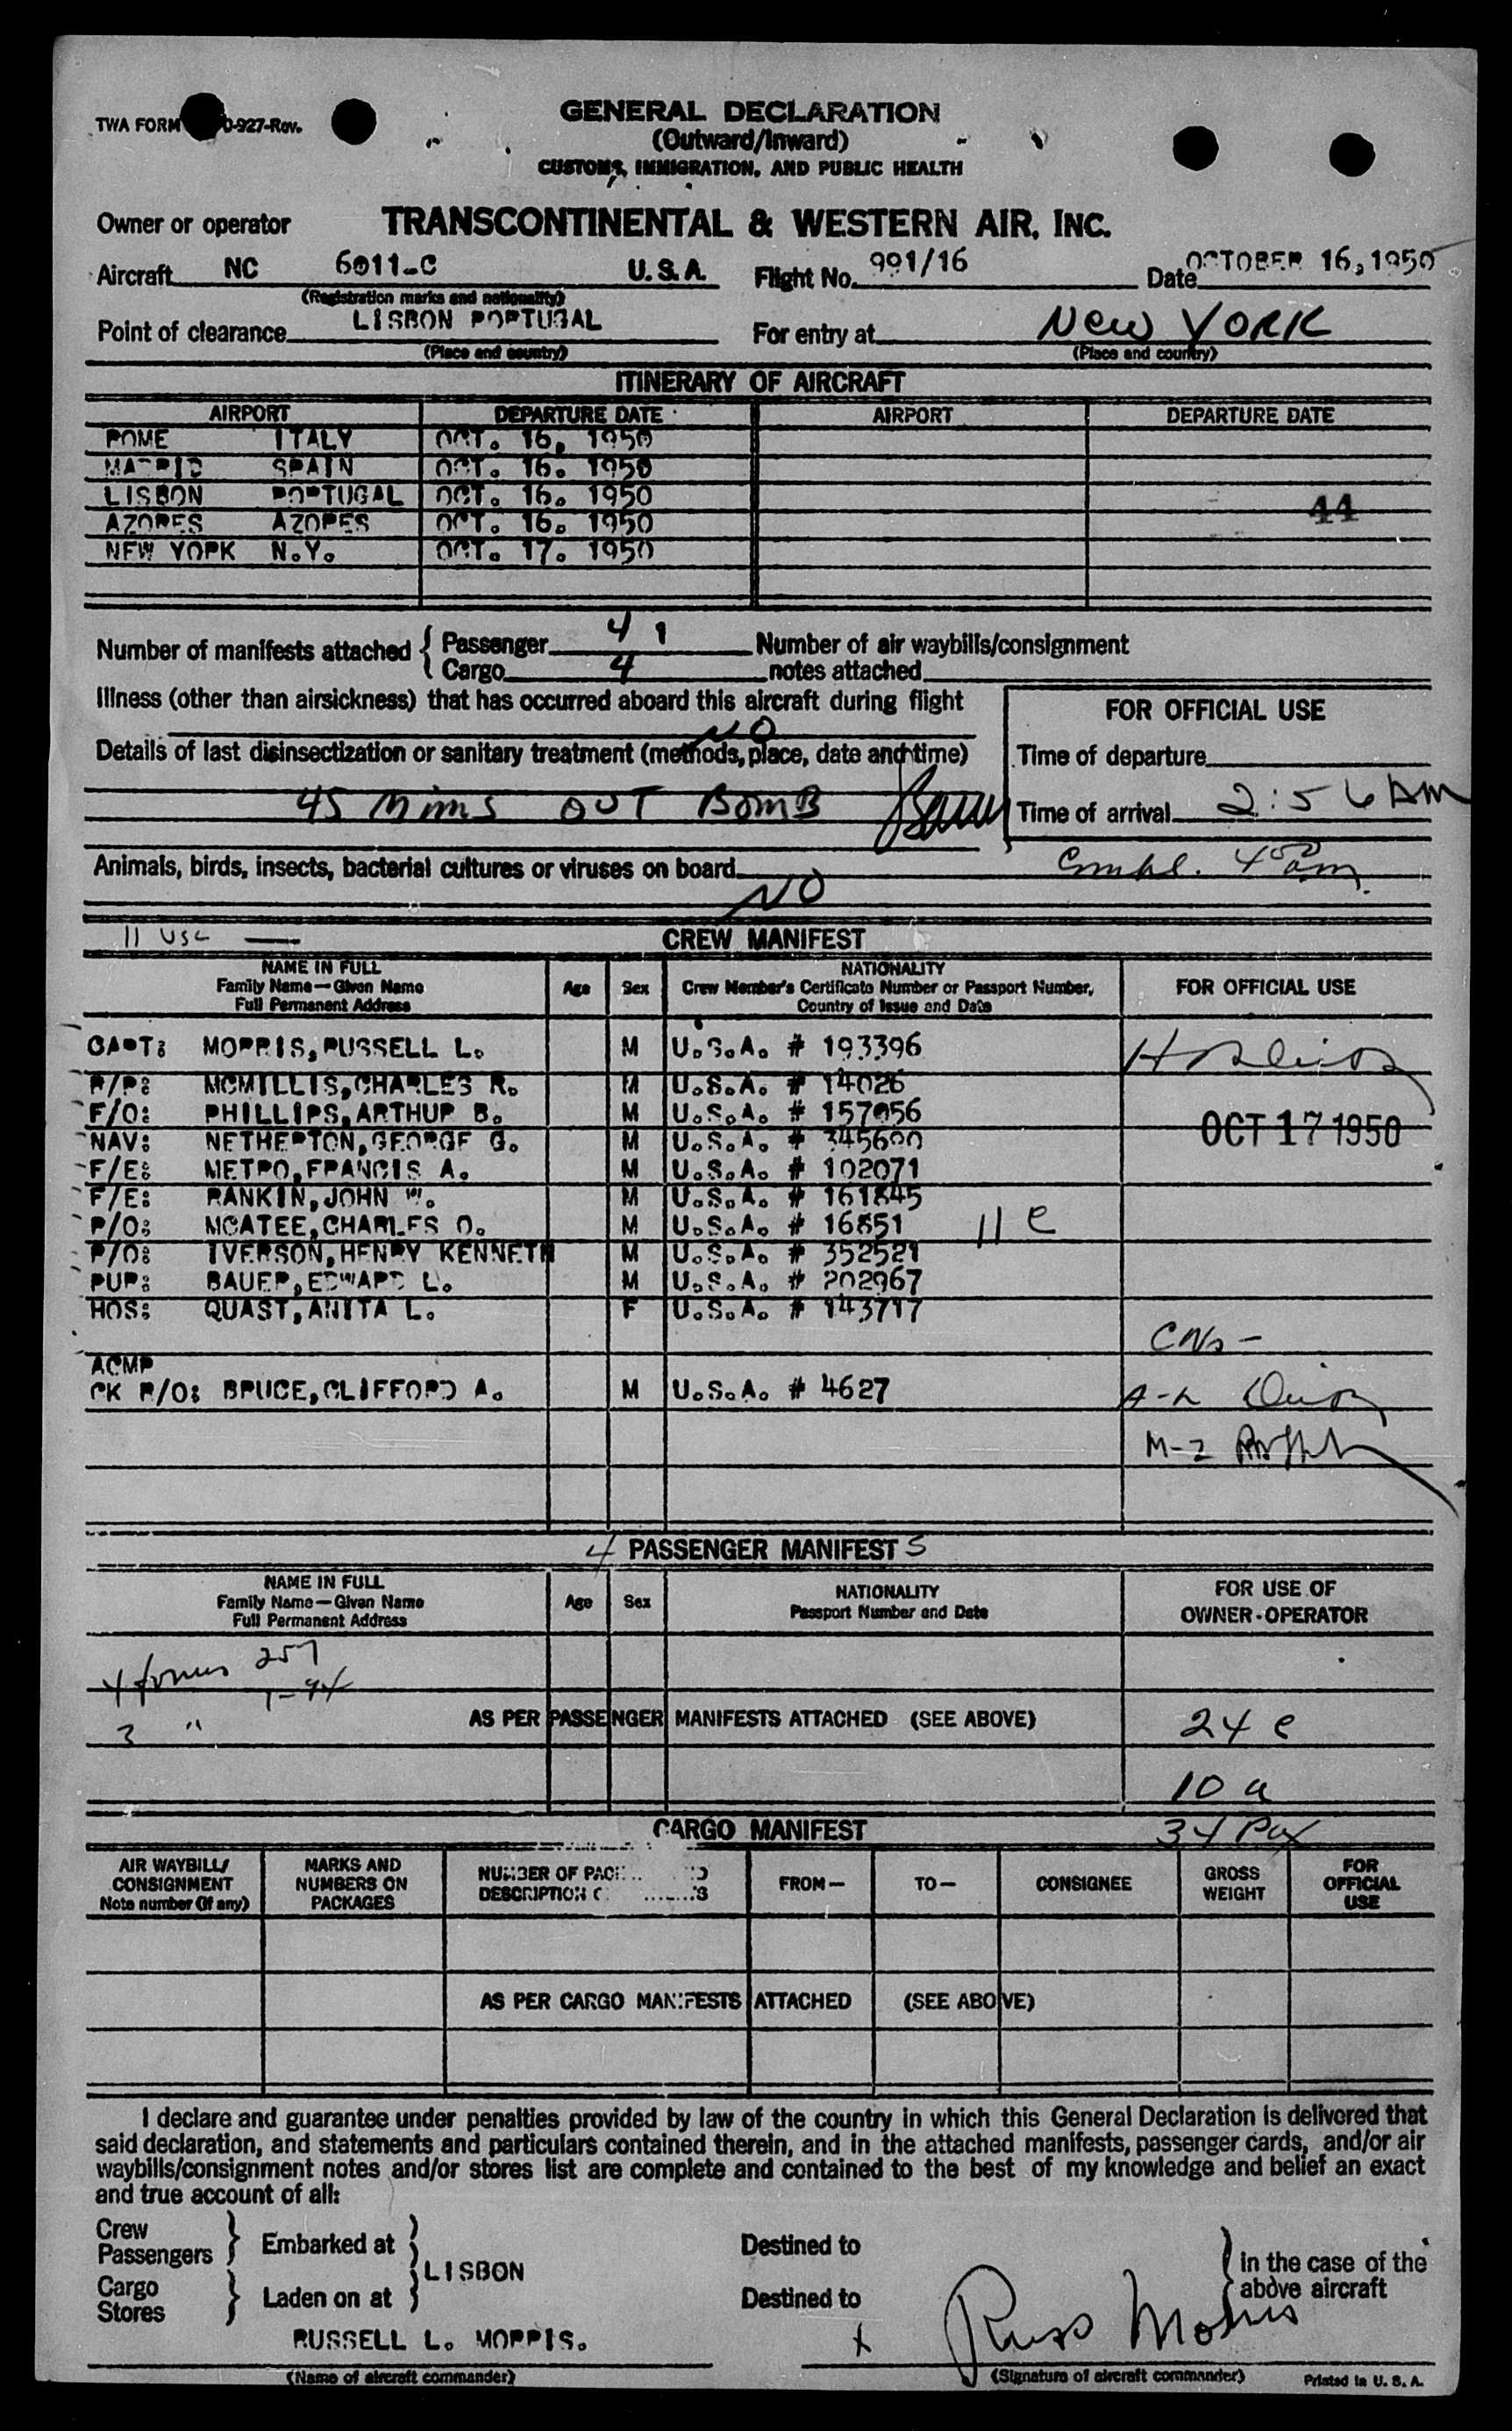 TWA FORM 0-927-Rev.
GENERAL DECLARATION
(Outward/Inward)
CUSTOMS, IMMIGRATION, AND PUBLIC HEALTH
Owner or operator TRANSCONTINENTAL & WESTERN AIR, INC.
Aircraft NC 6011-C U.S.A. Flight No. 991/16 Date OCTOBER 16,1950
(Registration marks and nationality)
Point of clearance LISBON PORTUGAL For entry at New YORK
(Place and country) (Place and country)
ITINERARY OF AIRCRAFT
AIRPORT DEPARTURE DATE AIRPORT DEPARTURE DATE
ROME ITALY OCT. 16, 1950
MADRID SPAIN OCT. 16. 1950
LISBON PORTUGAL OCT. 16. 1950
44
AZORES AZORES OCT. 16. 1950
NEW YORK N.Y. OCT. 17. 1950
Number of manifests attached { Passenger 4 1 Number of air waybills/consignment
Cargo 4 notes attached
Illness (other than airsickness) that has occurred aboard this aircraft during flight
NO
FOR OFFICIAL USE
Details of last disinsectization or sanitary treatment (methods, place, date and time)
Time of departure
45 mins OUT BOMB
Time of arrival 2:56 AM
Animals, birds, insects, bacterial cultures or viruses on board
NO
11 USC
CREW MANIFEST
NAME IN FULL
Family Name—Given Name
Full Permanent Address
Age Sex
NATIONALITY
Crew Member's Certificate Number or Passport Number,
Country of Issue and Date
FOR OFFICIAL USE
CAPT: MORRIS,RUSSELL L. M U.S.A. # 193396
P/P: MCMILLIS,CHARLES R. M U.S.A. # 14026
F/O: PHILLIPS,ARTHUR B. M U.S.A. # 157056
OCT 17 1950
NAV: NETHERTON,GEORGE G. M U.S.A. # 345600
F/E: METRO,FRANCIS A. M U.S.A. # 102071
F/E: RANKIN,JOHN W. M U.S.A. # 161845
R/O: MCATEE,CHARLES O. M U.S.A. # 16851 11 e
R/O: IVERSON,HENRY KENNETH M U.S.A. # 352521
PUR: BAUER,EDWARD L. M U.S.A. # 202967
HOS: QUAST,ANITA L. F U.S.A. # 143717
ACMP
CK R/O: BRUCE,CLIFFORD A. M U.S.A. # 4627
M-Z
4 PASSENGER MANIFEST S
NAME IN FULL
Family Name—Given Name
Full Permanent Address
Age Sex
NATIONALITY
Passport Number and Date
FOR USE OF
OWNER-OPERATOR
4 forms 257
1-94
3 "
AS PER PASSENGER MANIFESTS ATTACHED (SEE ABOVE)
24 e
10 a
34 Pax
CARGO MANIFEST
AIR WAYBILL/
CONSIGNMENT
Note number (if any)
MARKS AND
NUMBERS ON
PACKAGES
NUMBER OF
DESCRIPTION
FROM—
TO—
CONSIGNEE
GROSS
WEIGHT
FOR
OFFICIAL
USE
AS PER CARGO MANIFESTS ATTACHED (SEE ABOVE)
I declare and guarantee under penalties provided by law of the country in which this General Declaration is delivered that
said declaration, and statements and particulars contained therein, and in the attached manifests, passenger cards, and/or air
waybills/consignment notes and/or stores list are complete and contained to the best of my knowledge and belief an exact
and true account of all:
Crew
Passengers } Embarked at } Destined to
LISBON
In the case of the
above aircraft
Cargo
Stores } Laden on at } Destined to
RUSSELL L. MORRIS. X Russ Morris
(Name of aircraft commander) (Signature of aircraft commander) Printed in U. S. A.